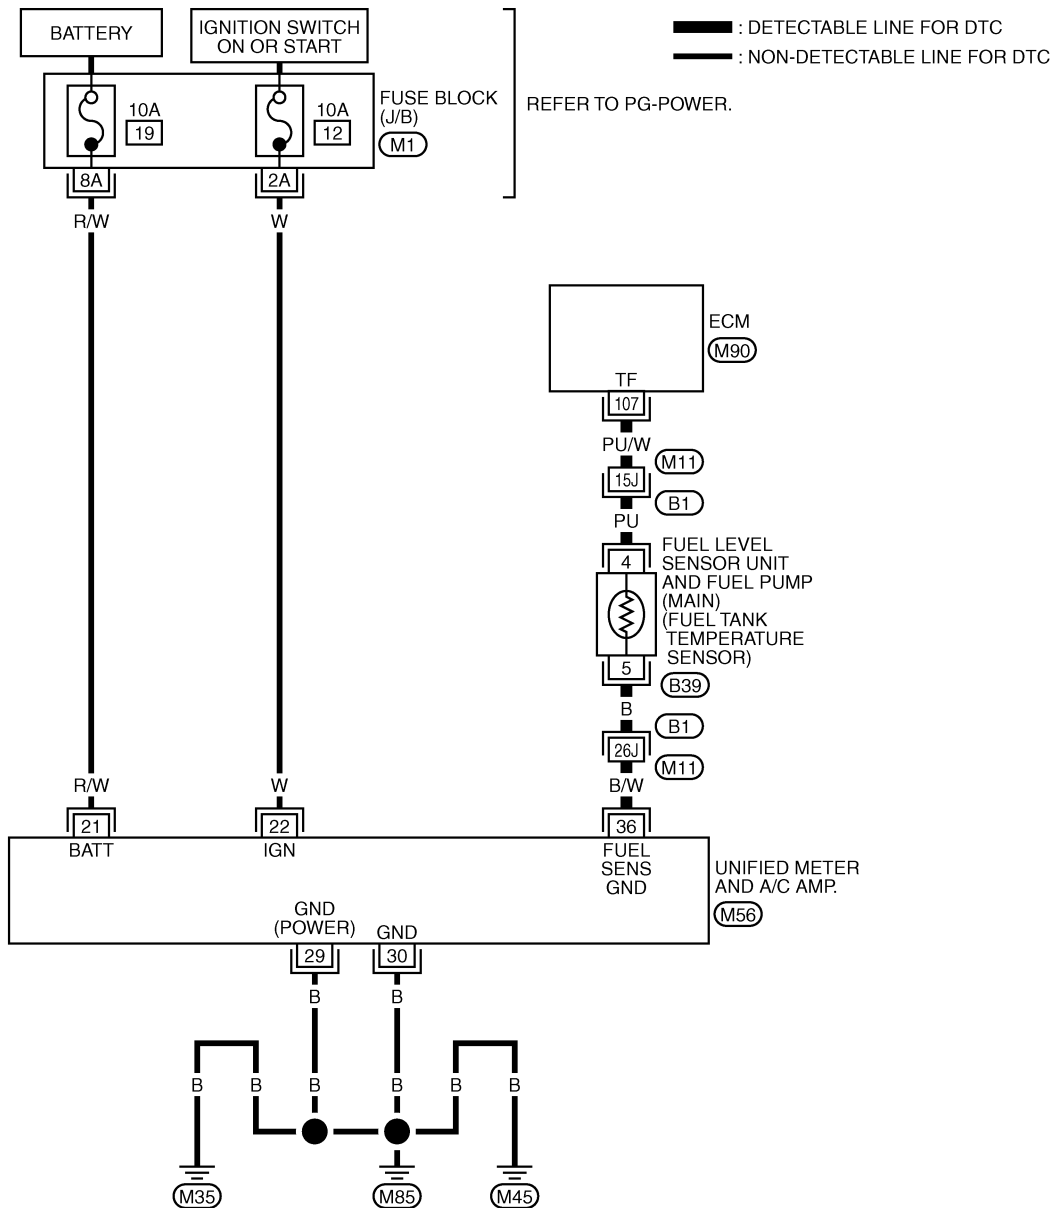 BATTERY
IGNITION SWITCH
ON OR START
: DETECTABLE LINE FOR DTC
: NON-DETECTABLE LINE FOR DTC
10A
19
10A
12
FUSE BLOCK
(J/B)
M1
REFER TO PG-POWER.
8A
2A
R/W
W
ECM
M90
TF
107
PU/W
M11
15J
B1
PU
4
FUEL LEVEL
SENSOR UNIT
AND FUEL PUMP
(MAIN)
(FUEL TANK
TEMPERATURE
SENSOR)
5
B39
B
B1
26J
M11
R/W
W
B/W
21
22
36
BATT
IGN
FUEL
SENS
GND
UNIFIED METER
AND A/C AMP.
M56
GND
(POWER)
GND
29
30
B
B
B
B
B
B
B
B
M35
M85
M45